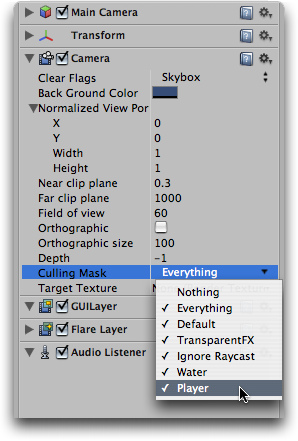 Main Camera
Transform
Camera
Clear Flags Skybox
Back Ground Color
Normalized View Por
X 0
Y 0
Width 1
Height 1
Near clip plane 0.3
Far clip plane 1000
Field of view 60
Orthographic
Orthographic size 100
Depth -1
Culling Mask Everything
Target Texture
Nothing
GUILayer ✓ Everything
✓ Default
Flare Layer ✓ TransparentFX
✓ Ignore Raycast
Audio Listener
✓ Water
✓ Player